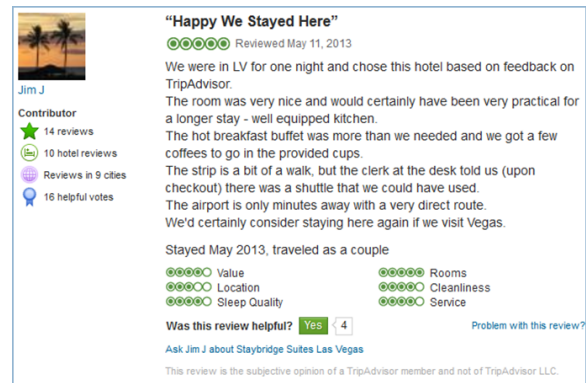 “Happy We Stayed Here”
Reviewed May 11, 2013
We were in LV for one night and chose this hotel based on feedback on
TripAdvisor.
The room was very nice and would certainly have been very practical for
a longer stay - well equipped kitchen.
The hot breakfast buffet was more than we needed and we got a few
coffees to go in the provided cups.
The strip is a bit of a walk, but the clerk at the desk told us (upon
checkout) there was a shuttle that we could have used.
The airport is only minutes away with a very direct route.
We'd certainly consider staying here again if we visit Vegas.
Jim J
Contributor
14 reviews
10 hotel reviews
Reviews in 9 cities
16 helpful votes
Stayed May 2013, traveled as a couple
Value
Rooms
Location
Cleanliness
Sleep Quality
Service
Was this review helpful? Yes 4
Problem with this review?
Ask Jim J about Staybridge Suites Las Vegas
This review is the subjective opinion of a TripAdvisor member and not of TripAdvisor LLC.